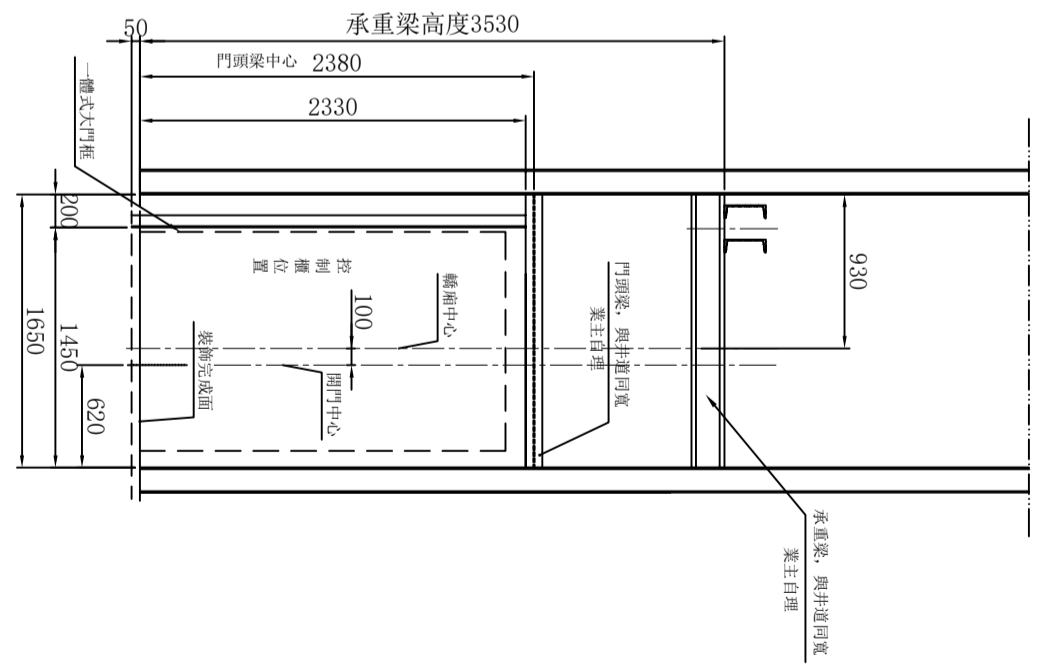 50
承重梁高度3530
門頭梁中心 2380
2330
一體式大門框
200
1450
1650
620
控制櫃位置
100
轎廂中心
開門中心
裝飾完成面
門頭梁，與井道同寬
業主自理
930
承重梁，與井道同寬
業主自理